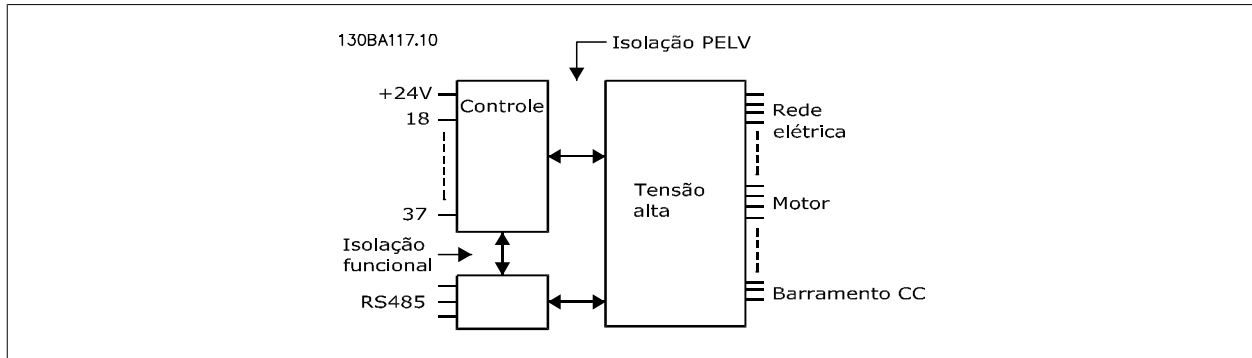 130BA117.10
Isolação PELV
+24V
Controle
18
37
Rede
elétrica
Tensão
alta
Motor
Isolação
funcional
RS485
Barramento CC